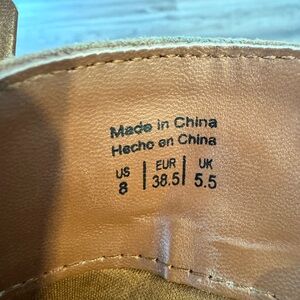 Made in China
Hecho en China
US | EUR | UK
8 | 38.5 | 5.5